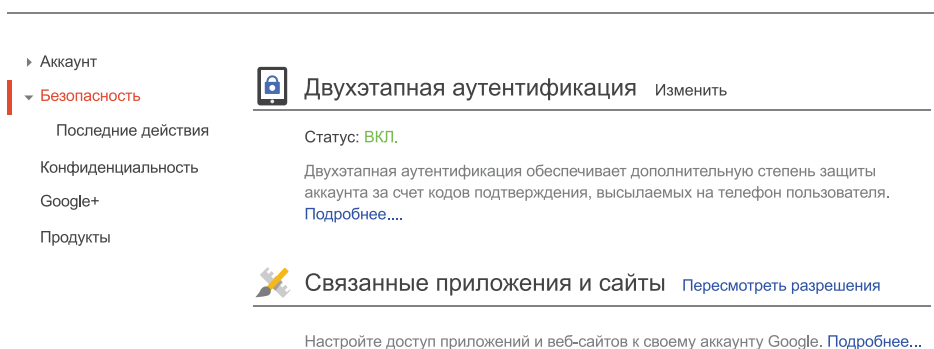 Аккаунт
Безопасность
Последние действия
Конфиденциальность
Google+
Продукты
Двухэтапная аутентификация Изменить
Статус: ВКЛ.
Двухэтапная аутентификация обеспечивает дополнительную степень защиты
аккаунта за счет кодов подтверждения, высылаемых на телефон пользователя.
Подробнее....
Связанные приложения и сайты Пересмотреть разрешения
Настройте доступ приложений и веб-сайтов к своему аккаунту Google. Подробнее...